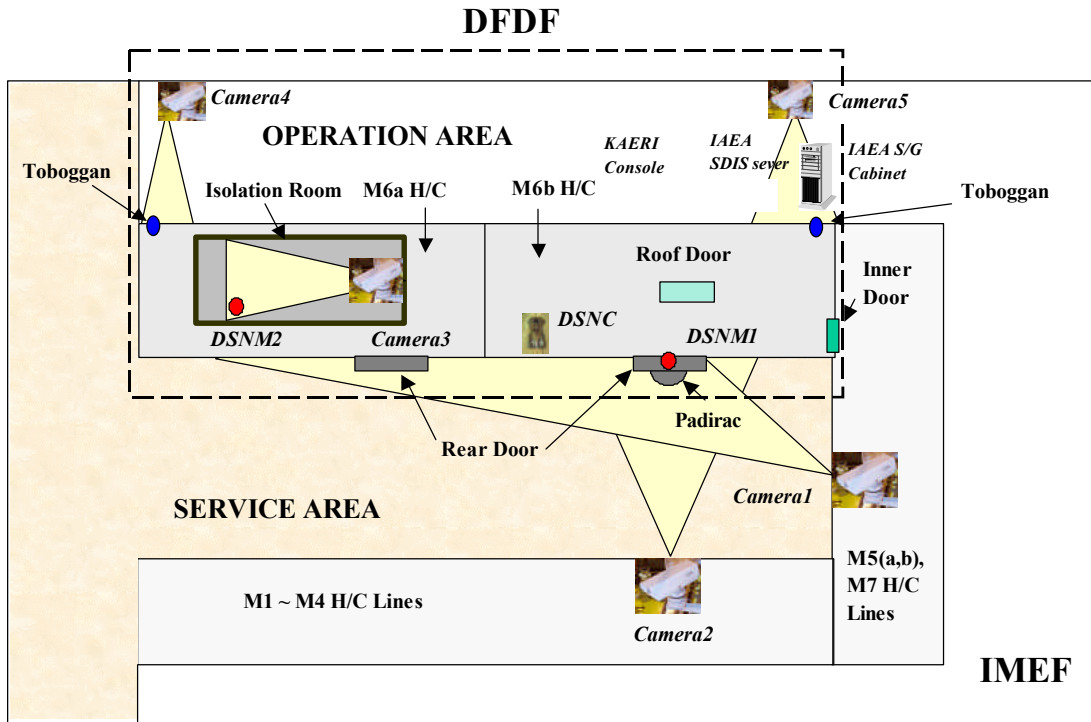 DFDF
Camera4
Camera5
OPERATION AREA
KAERI
Console
IAEA
SDIS sever
IAEA S/G
Cabinet
Toboggan
Isolation Room
M6a H/C
M6b H/C
Toboggan
Roof Door
Inner
Door
DSNM2
Camera3
DSNC
DSNM1
Padirac
Rear Door
Camera1
SERVICE AREA
M5(a,b),
M7 H/C
Lines
M1 ~ M4 H/C Lines
Camera2
IMEF